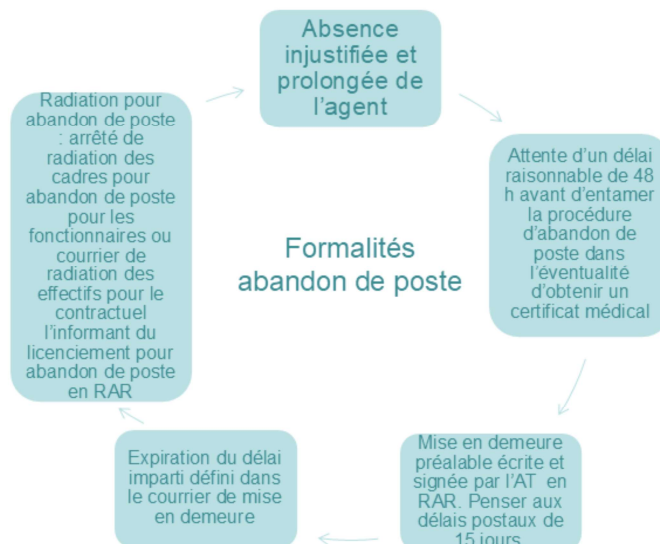 Absence
injustifiée et
prolongée de
l'agent
Attente d'un délai
raisonnable de 48
h avant d'entamer
la procédure
d'abandon de
poste dans
l'éventualité
d'obtenir un
certificat médical
Mise en demeure
préalable écrite et
signée par l'AT en
RAR. Penser aux
délais postaux de
15 jours
Expiration du délai
imparti défini dans
le courrier de mise
en demeure
Radiation pour
abandon de poste
: arrêté de
radiation des
cadres pour
abandon de poste
pour les
fonctionnaires ou
courrier de
radiation des
effectifs pour le
contractuel
l'informant du
licenciement pour
abandon de poste
en RAR
Formalités
abandon de poste